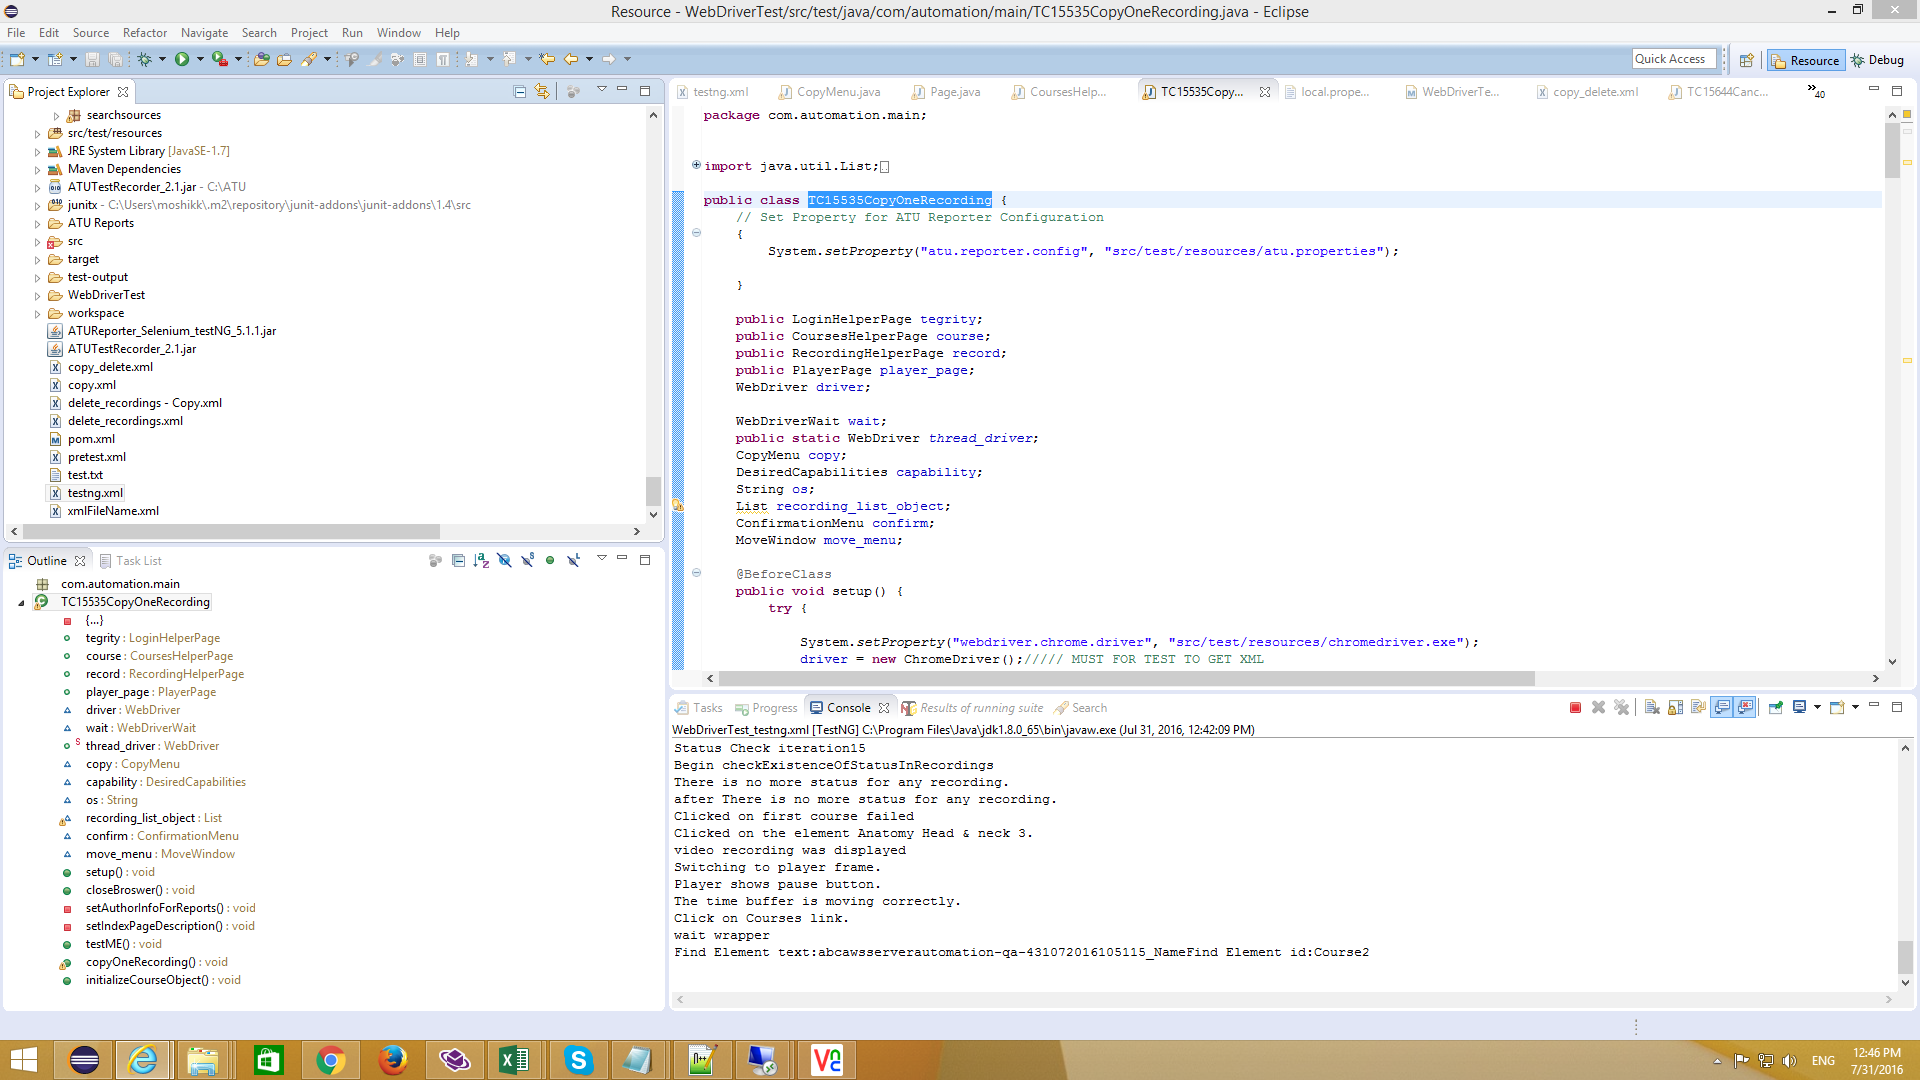 Resource - WebDriverTest/src/test/java/com/automation/main/TC15535CopyOneRecording.java - Eclipse
File Edit Source Refactor Navigate Search Project Run Window Help
Quick Access
Resource
Debug
Project Explorer
searchsources
src/test/resources
JRE System Library [JavaSE-1.7]
Maven Dependencies
ATUTestRecorder_2.1.jar - C:\ATU
junitx - C:\Users\moshikk\.m2\repository\junit-addons\junit-addons\1.4\src
ATU Reports
src
target
test-output
WebDriverTest
workspace
ATUReporter_Selenium_testNG_5.1.1.jar
ATUTestRecorder_2.1.jar
copy_delete.xml
copy.xml
delete_recordings - Copy.xml
delete_recordings.xml
pom.xml
pretest.xml
test.txt
testng.xml
xmlFileName.xml
Outline
Task List
com.automation.main
TC15535CopyOneRecording
{...}
tegrity : LoginHelperPage
course : CoursesHelperPage
record : RecordingHelperPage
player_page : PlayerPage
driver : WebDriver
wait : WebDriverWait
thread_driver : WebDriver
copy : CopyMenu
capability : DesiredCapabilities
os : String
recording_list_object : List
confirm : ConfirmationMenu
move_menu : MoveWindow
setup() : void
closeBroswer() : void
setAuthorInfoForReports() : void
setIndexPageDescription() : void
testME() : void
copyOneRecording() : void
initializeCourseObject() : void
testng.xml CopyMenu.java Page.java CoursesHelp... TC15535Copy... local.prope... WebDriverTe... copy_delete.xml TC15644Canc... 40
package com.automation.main;
import java.util.List;
public class TC15535CopyOneRecording {
// Set Property for ATU Reporter Configuration
{
System.setProperty("atu.reporter.config", "src/test/resources/atu.properties");
}
public LoginHelperPage tegrity;
public CoursesHelperPage course;
public RecordingHelperPage record;
public PlayerPage player_page;
WebDriver driver;
WebDriverWait wait;
public static WebDriver thread_driver;
CopyMenu copy;
DesiredCapabilities capability;
String os;
List recording_list_object;
ConfirmationMenu confirm;
MoveWindow move_menu;
@BeforeClass
public void setup() {
try {
System.setProperty("webdriver.chrome.driver", "src/test/resources/chromedriver.exe");
driver = new ChromeDriver();///// MUST FOR TEST TO GET XML
Tasks Progress Console Results of running suite Search
WebDriverTest_testng.xml [TestNG] C:\Program Files\Java\jdk1.8.0_65\bin\javaw.exe (Jul 31, 2016, 12:42:09 PM)
Status Check iteration15
Begin checkExistenceOfStatusInRecordings
There is no more status for any recording.
after There is no more status for any recording.
Clicked on first course failed
Clicked on the element Anatomy Head & neck 3.
video recording was displayed
Switching to player frame.
Player shows pause button.
The time buffer is moving correctly.
Click on Courses link.
wait wrapper
Find Element text:abcawsserverautomation-qa-431072016105115_NameFind Element id:Course2
ENG
12:46 PM
7/31/2016